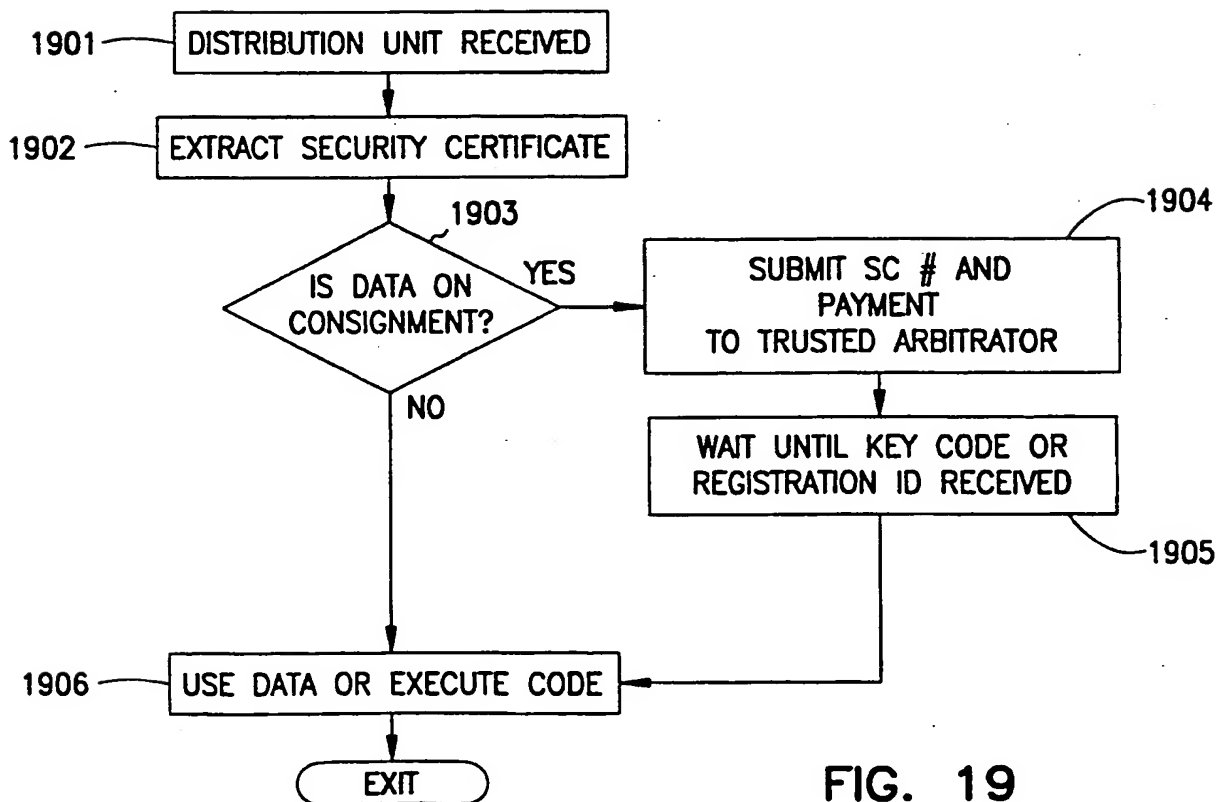 1901
DISTRIBUTION UNIT RECEIVED
1902
EXTRACT SECURITY CERTIFICATE
1903
IS DATA ON
CONSIGNMENT?
YES
NO
1904
SUBMIT SC # AND
PAYMENT
TO TRUSTED ARBITRATOR
WAIT UNTIL KEY CODE OR
REGISTRATION ID RECEIVED
1905
1906
USE DATA OR EXECUTE CODE
EXIT
FIG. 19